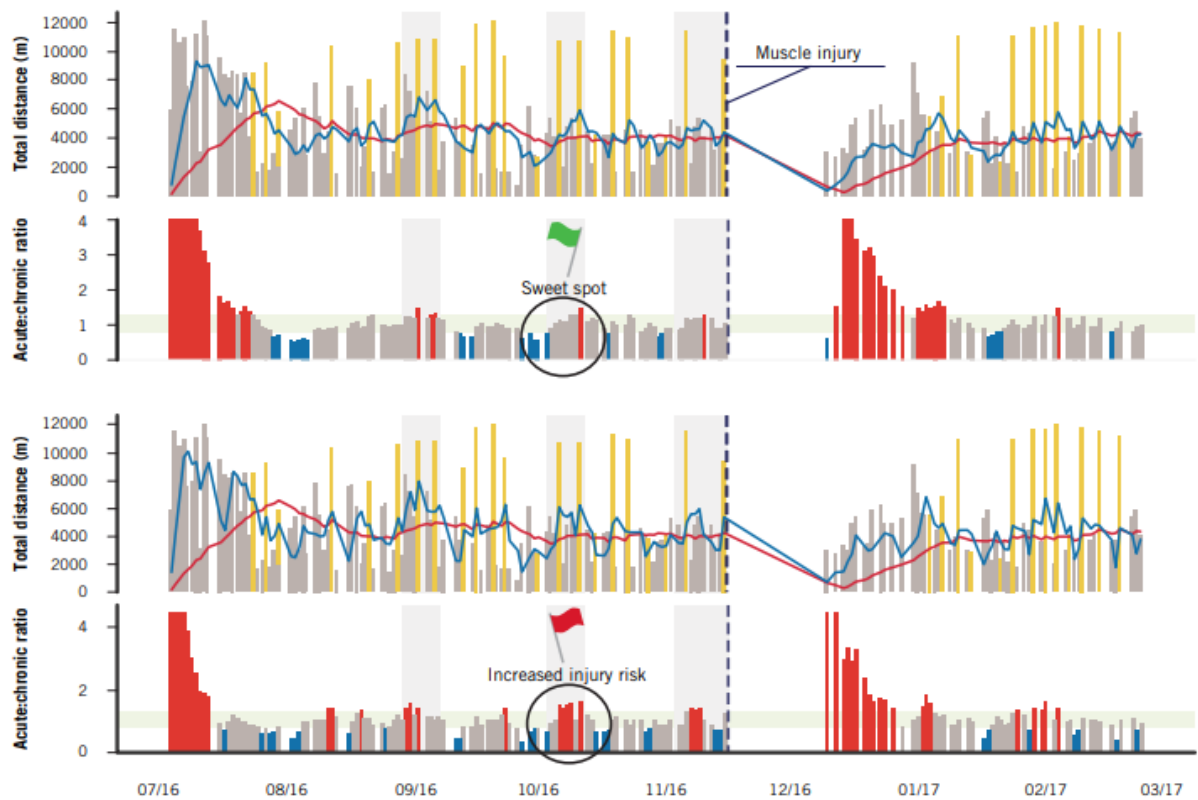 12000
10000
8000
6000
4000
2000
0
Total distance (m)
Muscle injury
4
3
2
1
0
Acute:chronic ratio
Sweet spot
12000
10000
8000
6000
4000
2000
0
Total distance (m)
4
2
0
Acute:chronic ratio
Increased injury risk
07/16 08/16 09/16 10/16 11/16 12/16 01/17 02/17 03/17